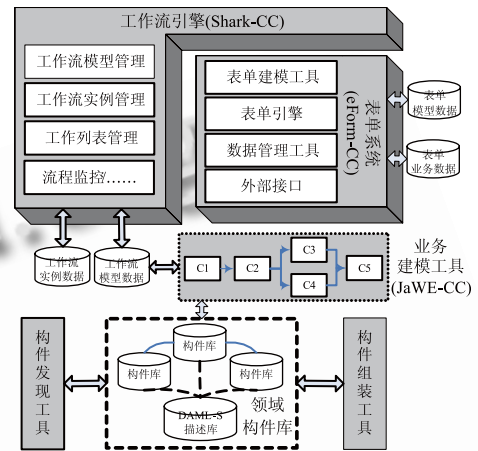 工作流引擎(Shark-CC)
工作流模型管理
工作流实例管理
工作列表管理
流程监控……
表单建模工具
表单引擎
数据管理工具
外部接口
表单系统
(eForm-CC)
表单
模型数据
表单
业务数据
工作流
实例数据
工作流
模型数据
C1
C2
C3
C4
C5
业务
建模工具
(JaWE-CC)
构件发现工具
构件库
构件库
构件库
DAML-S
描述库
领域
构件库
构件组装工具